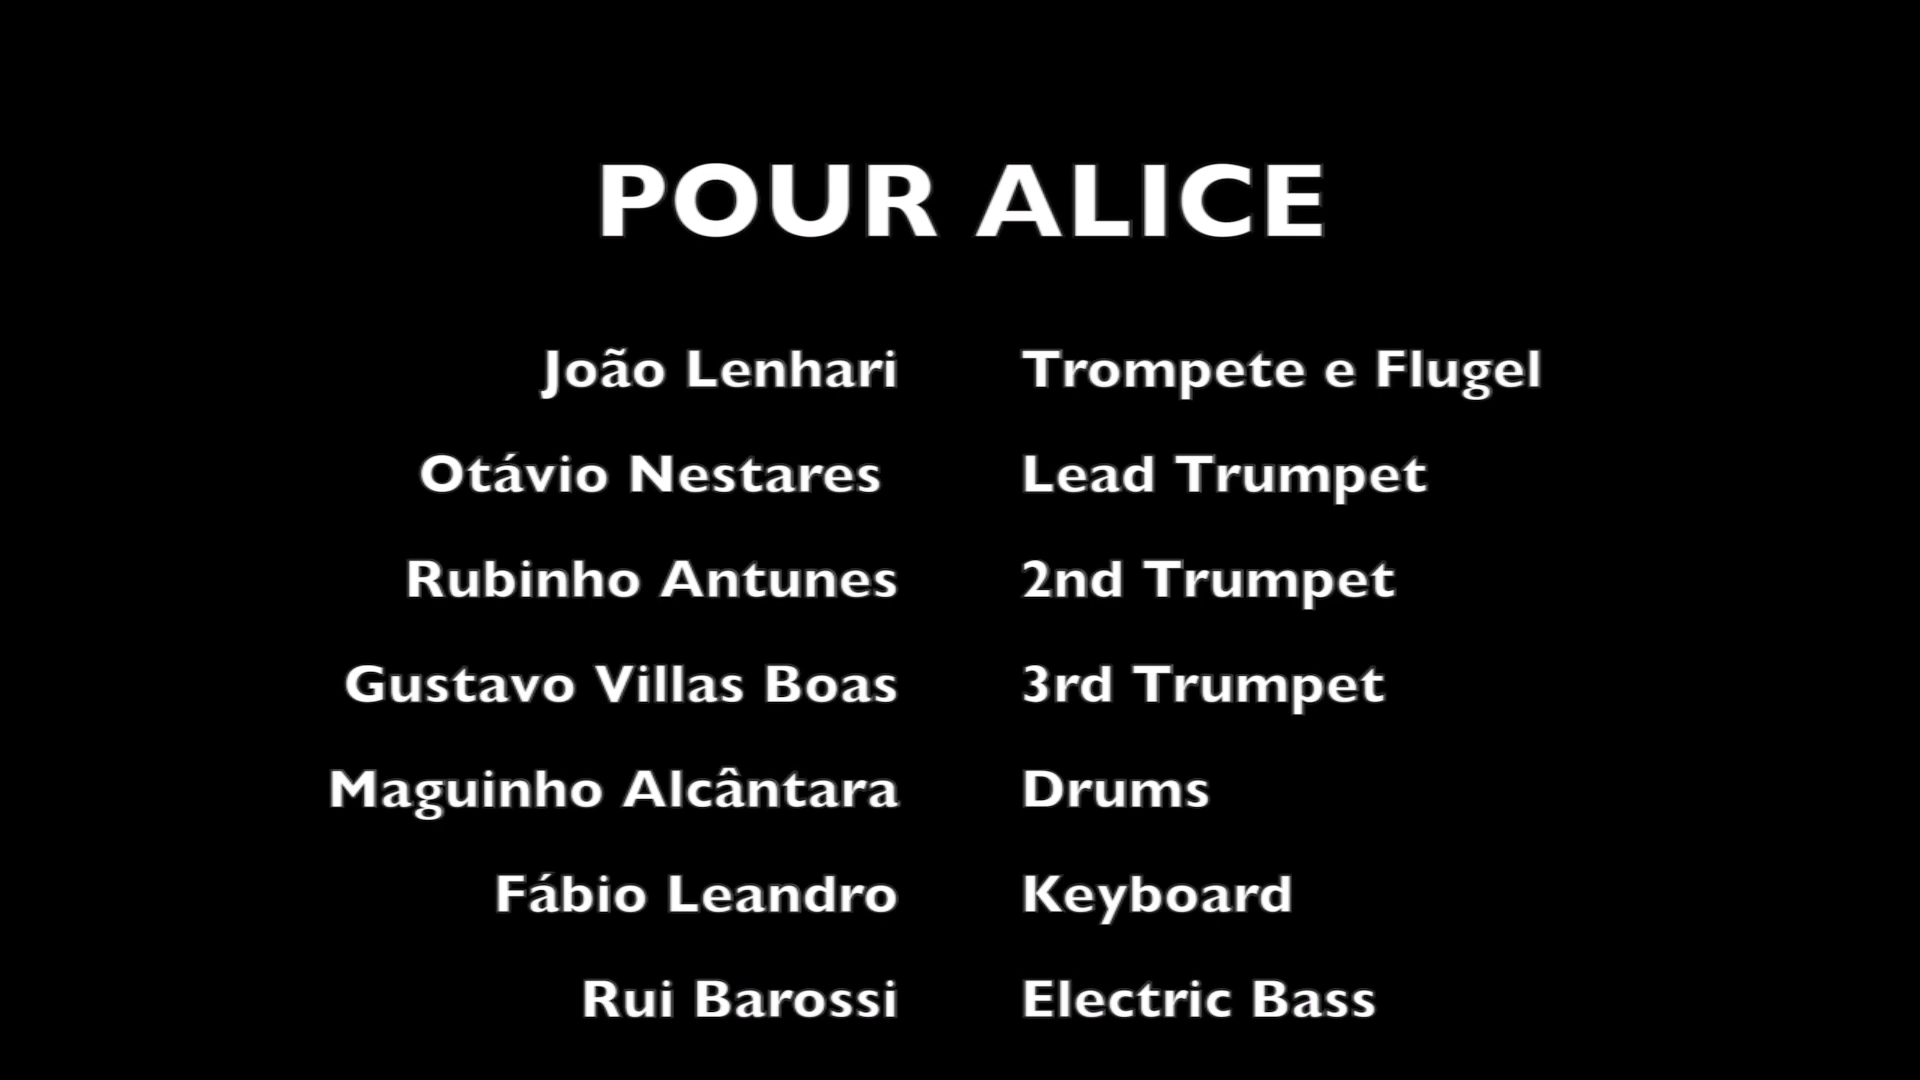 POUR ALICE
João Lenhari Trompete e Flugel
Otávio Nestares Lead Trumpet
Rubinho Antunes 2nd Trumpet
Gustavo Villas Boas 3rd Trumpet
Maguinho Alcântara Drums
Fábio Leandro Keyboard
Rui Barossi Electric Bass